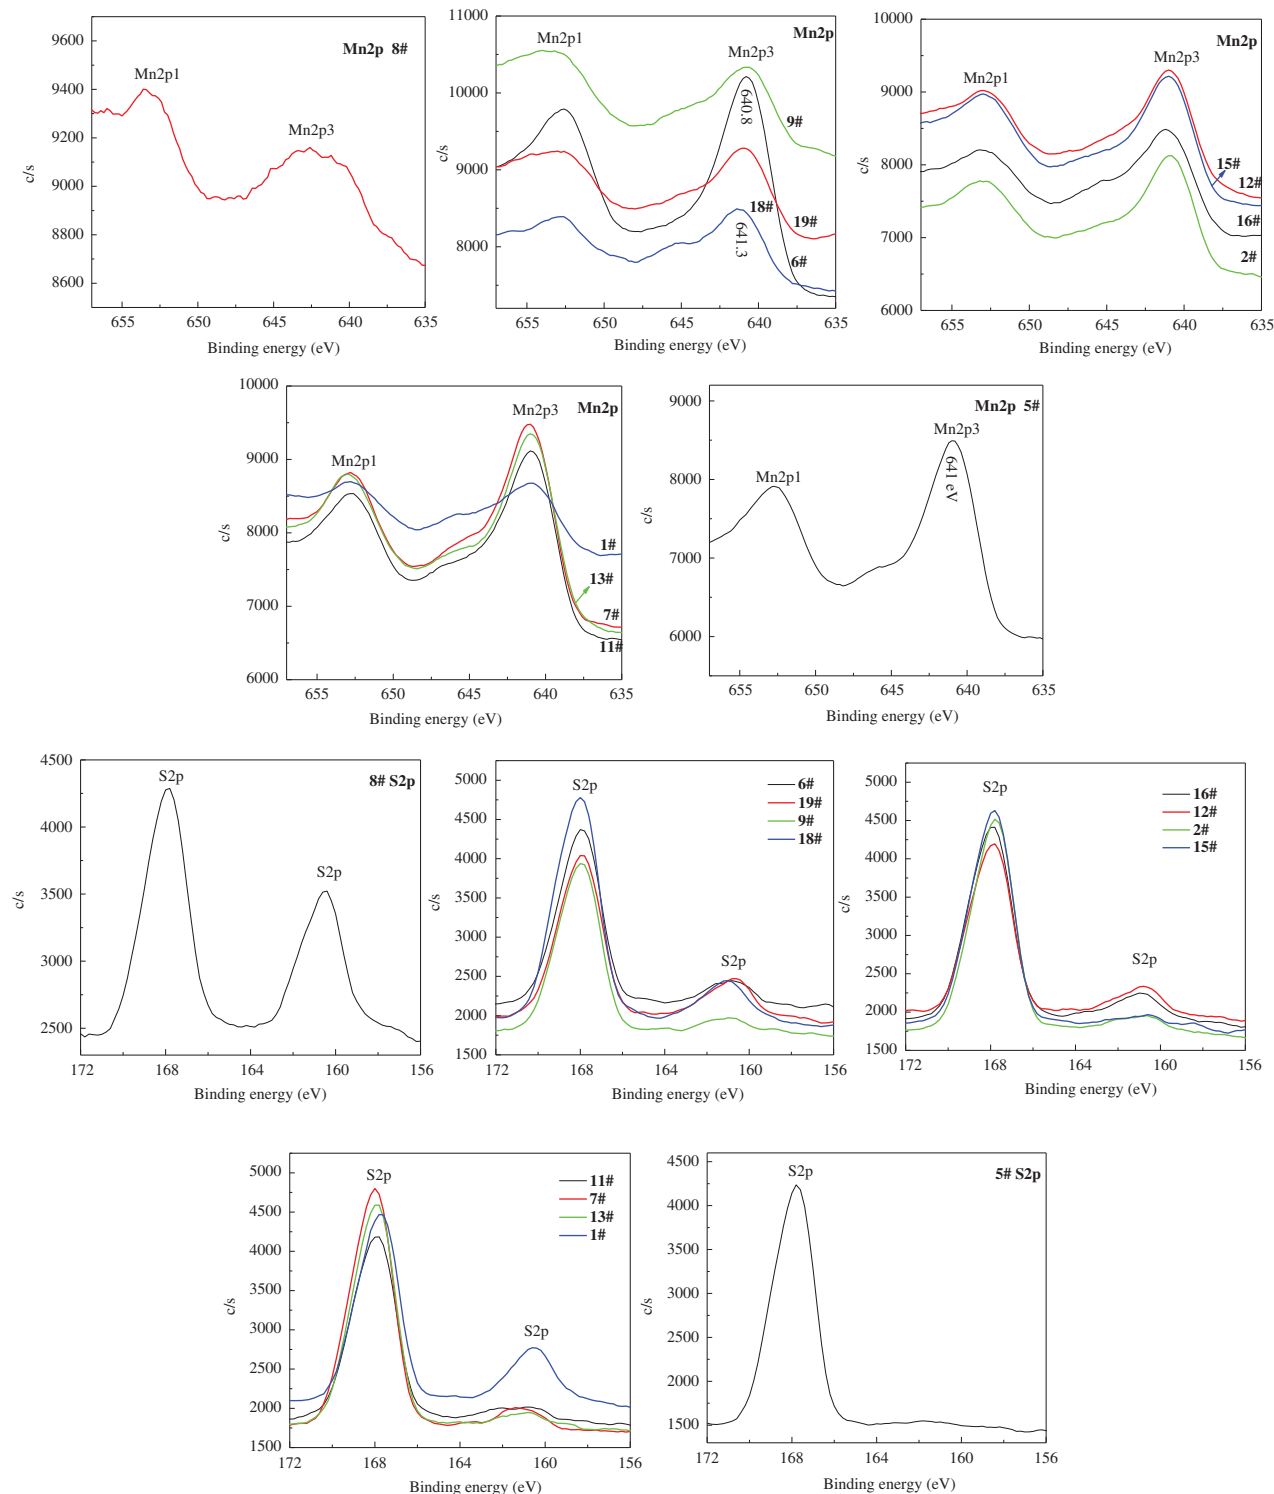 Mn2p 8#
Mn2p1
Mn2p3
9600
9400
9200
9000
8800
8600
c/s
655 650 645 640 635
Binding energy (eV)
Mn2p
Mn2p1
Mn2p3
640.8
641.3
9#
18#
19#
6#
11000
10000
9000
8000
c/s
655 650 645 640 635
Binding energy (eV)
Mn2p
Mn2p1
Mn2p3
15#
12#
16#
2#
10000
9000
8000
7000
6000
c/s
655 650 645 640 635
Binding energy (eV)
Mn2p
Mn2p1
Mn2p3
1#
13#
7#
11#
10000
9000
8000
7000
6000
c/s
655 650 645 640 635
Binding energy (eV)
Mn2p 5#
Mn2p1
Mn2p3
641 eV
9000
8000
7000
6000
c/s
655 650 645 640 635
Binding energy (eV)
8# S2p
S2p
S2p
4500
4000
3500
3000
2500
c/s
172 168 164 160 156
Binding energy (eV)
S2p
S2p
6#
19#
9#
18#
5000
4500
4000
3500
3000
2500
2000
1500
c/s
172 168 164 160 156
Binding energy (eV)
S2p
S2p
16#
12#
2#
15#
5000
4500
4000
3500
3000
2500
2000
1500
c/s
172 168 164 160 156
Binding energy (eV)
S2p
S2p
11#
7#
13#
1#
5000
4500
4000
3500
3000
2500
2000
1500
c/s
172 168 164 160 156
Binding energy (eV)
5# S2p
S2p
4500
4000
3500
3000
2500
2000
1500
c/s
172 168 164 160 156
Binding energy (eV)